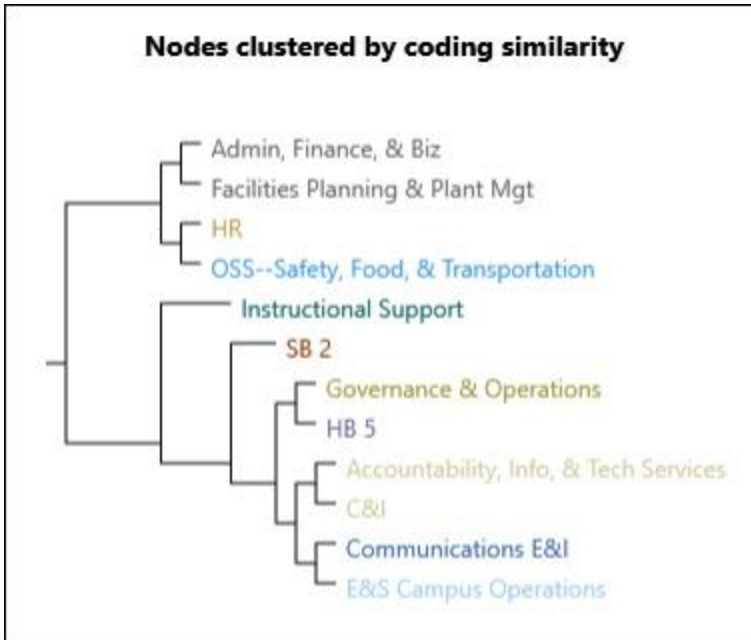 Nodes clustered by coding similarity
Admin, Finance, & Biz
Facilities Planning & Plant Mgt
HR
OSS--Safety, Food, & Transportation
Instructional Support
SB 2
Governance & Operations
HB 5
Accountability, Info, & Tech Services
C&I
Communications E&I
E&S Campus Operations